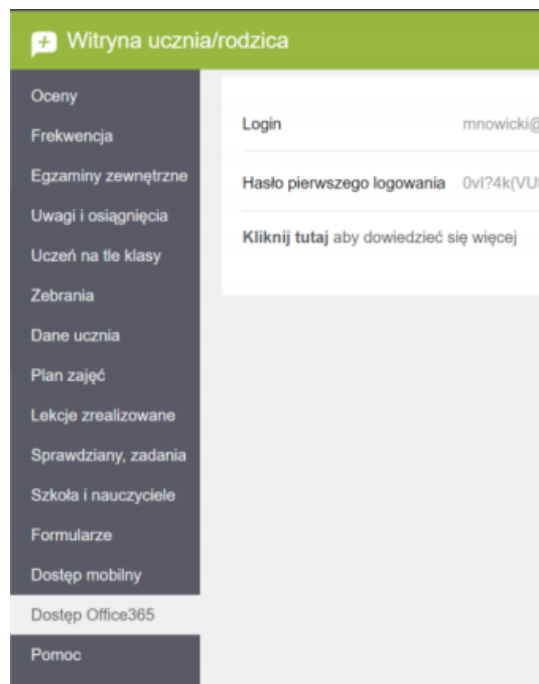 Witryna ucznia/rodzica
Oceny
Frekwencja
Egzaminy zewnętrzne
Uwagi i osiągnięcia
Uczeń na tle klasy
Zebrania
Dane ucznia
Plan zajęć
Lekcje zrealizowane
Sprawdziany, zadania
Szkoła i nauczyciele
Formularze
Dostęp mobilny
Dostęp Office365
Pomoc
Login mnowicki@
Hasło pierwszego logowania
Kliknij tutaj aby dowiedzieć się więcej